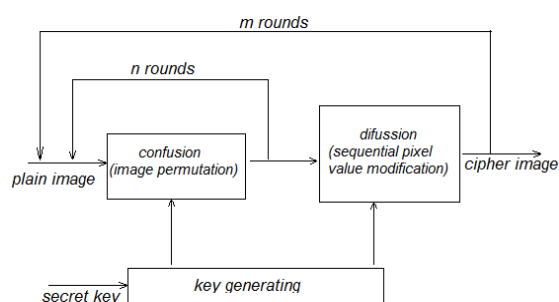 m rounds
n rounds
confusion
(image permutation)
difussion
(sequential pixel
value modification)
plain image
cipher image
secret key
key generating